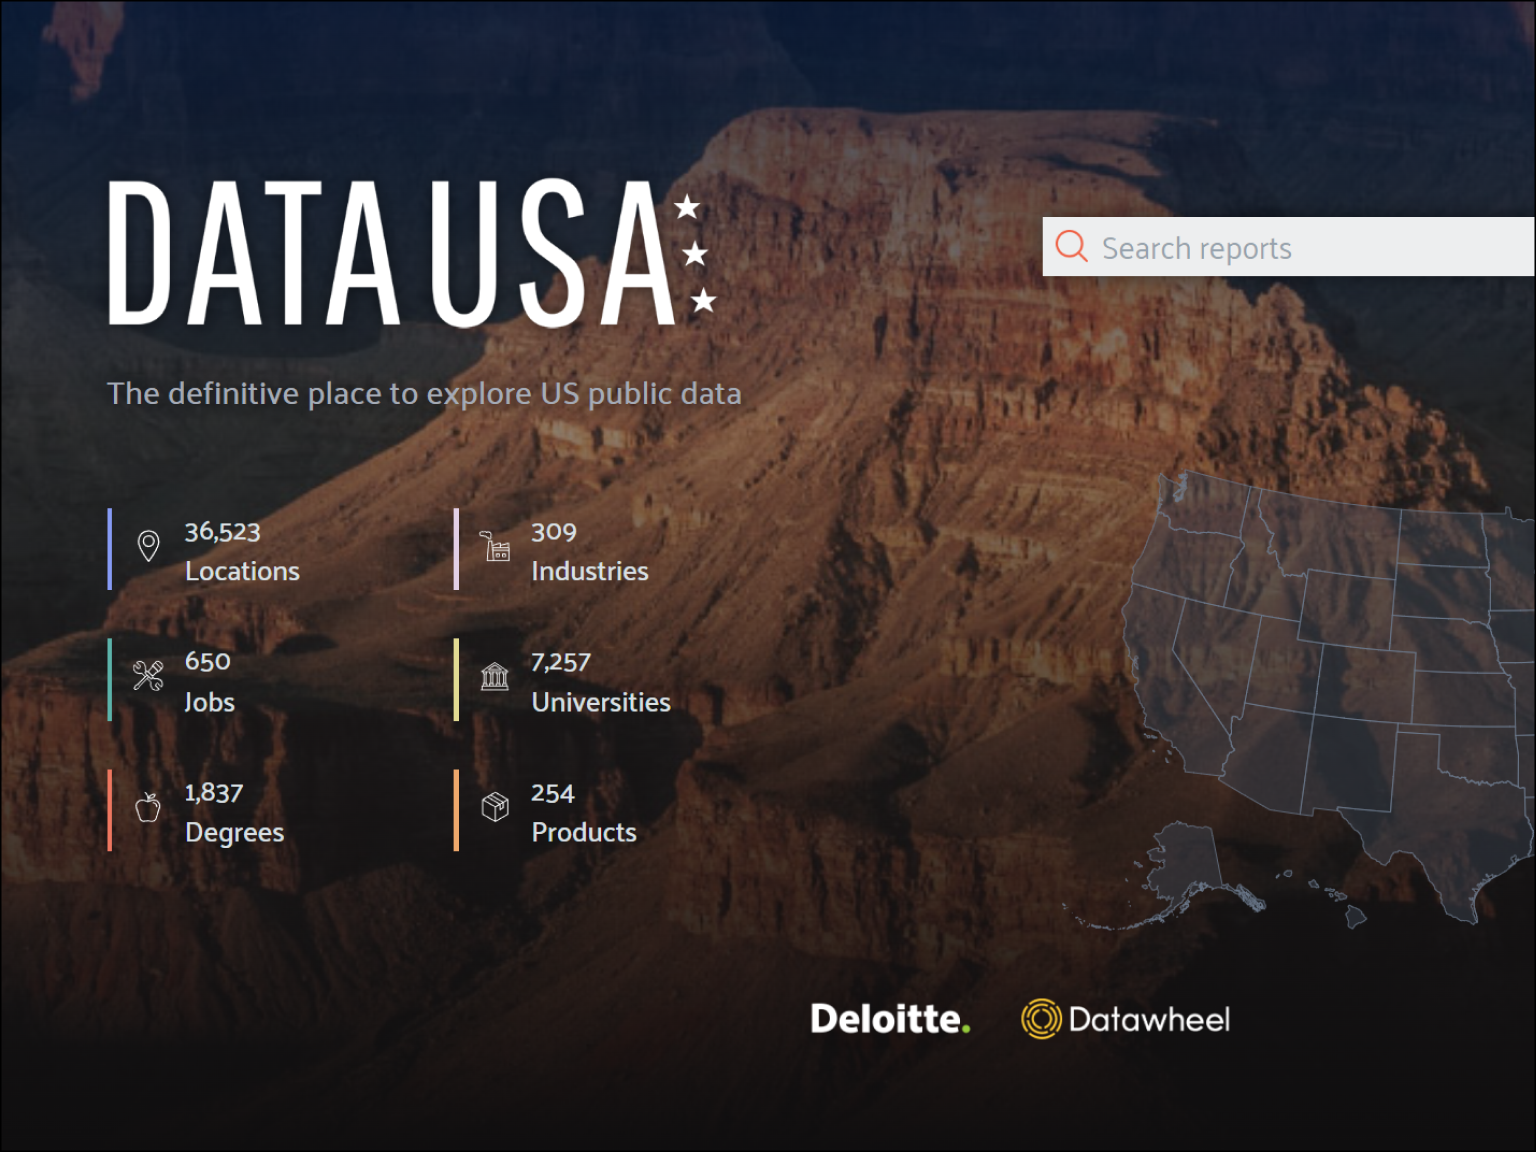 DATA USA
The definitive place to explore US public data
Search reports
36,523
Locations
309
Industries
650
Jobs
7,257
Universities
1,837
Degrees
254
Products
Deloitte.
Datawheel